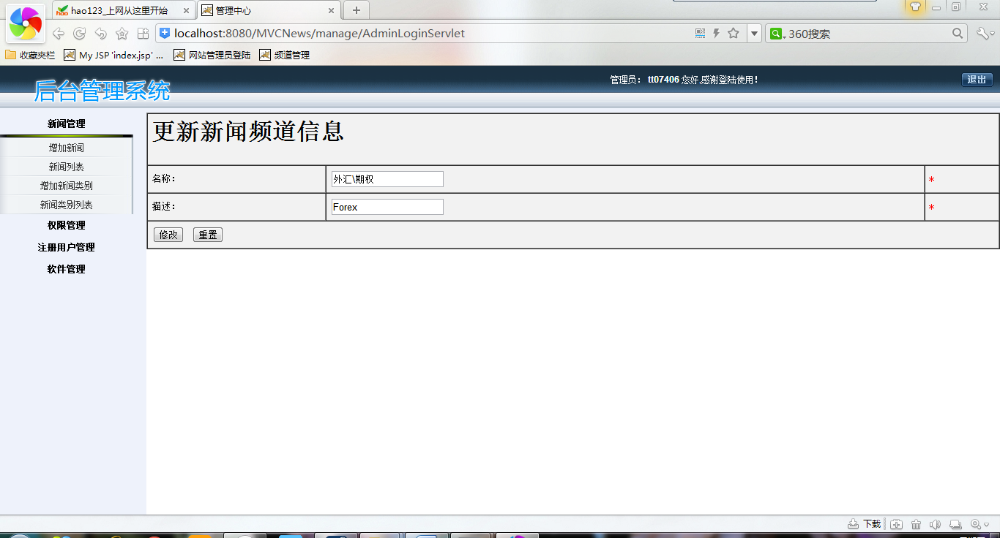 hao123_上网从这里开始
管理中心
localhost:8080/MVCNews/manage/AdminLoginServlet
360搜索
收藏夹栏 My JSP 'index.jsp' ... 网站管理员登陆 频道管理
后台管理系统
管理员: tt07406 您好,感谢登陆使用!
退出
新闻管理
增加新闻
新闻列表
增加新闻类别
新闻类别列表
权限管理
注册用户管理
软件管理
更新新闻频道信息
名称: 外汇\期权 *
描述: Forex *
修改 重置
下载